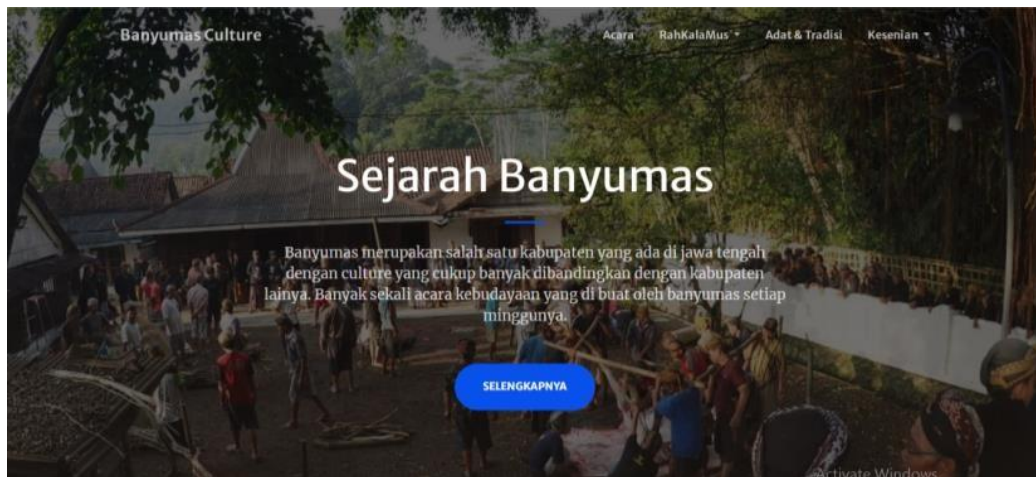 Banyumas Culture
Acara RahKalaMus Adat & Tradisi Kesenian
Sejarah Banyumas
Banyumas merupakan salah satu kabupaten yang ada di jawa tengah
dengan culture yang cukup banyak dibandingkan dengan kabupaten
lainya. Banyak sekali acara kebudayaan yang di buat oleh banyumas setiap
minggunya.
SELENGKAPNYA
Activate Windows